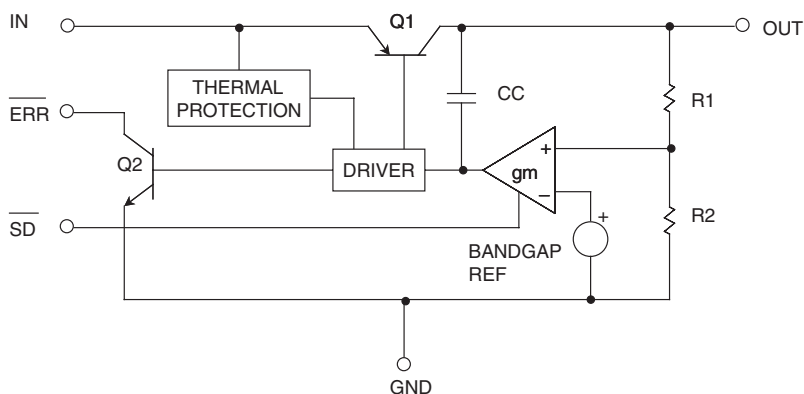 IN
Q1
OUT
THERMAL
PROTECTION
CC
R1
ERR
Q2
DRIVER
gm
+
−
SD
+
R2
BANDGAP
REF
GND